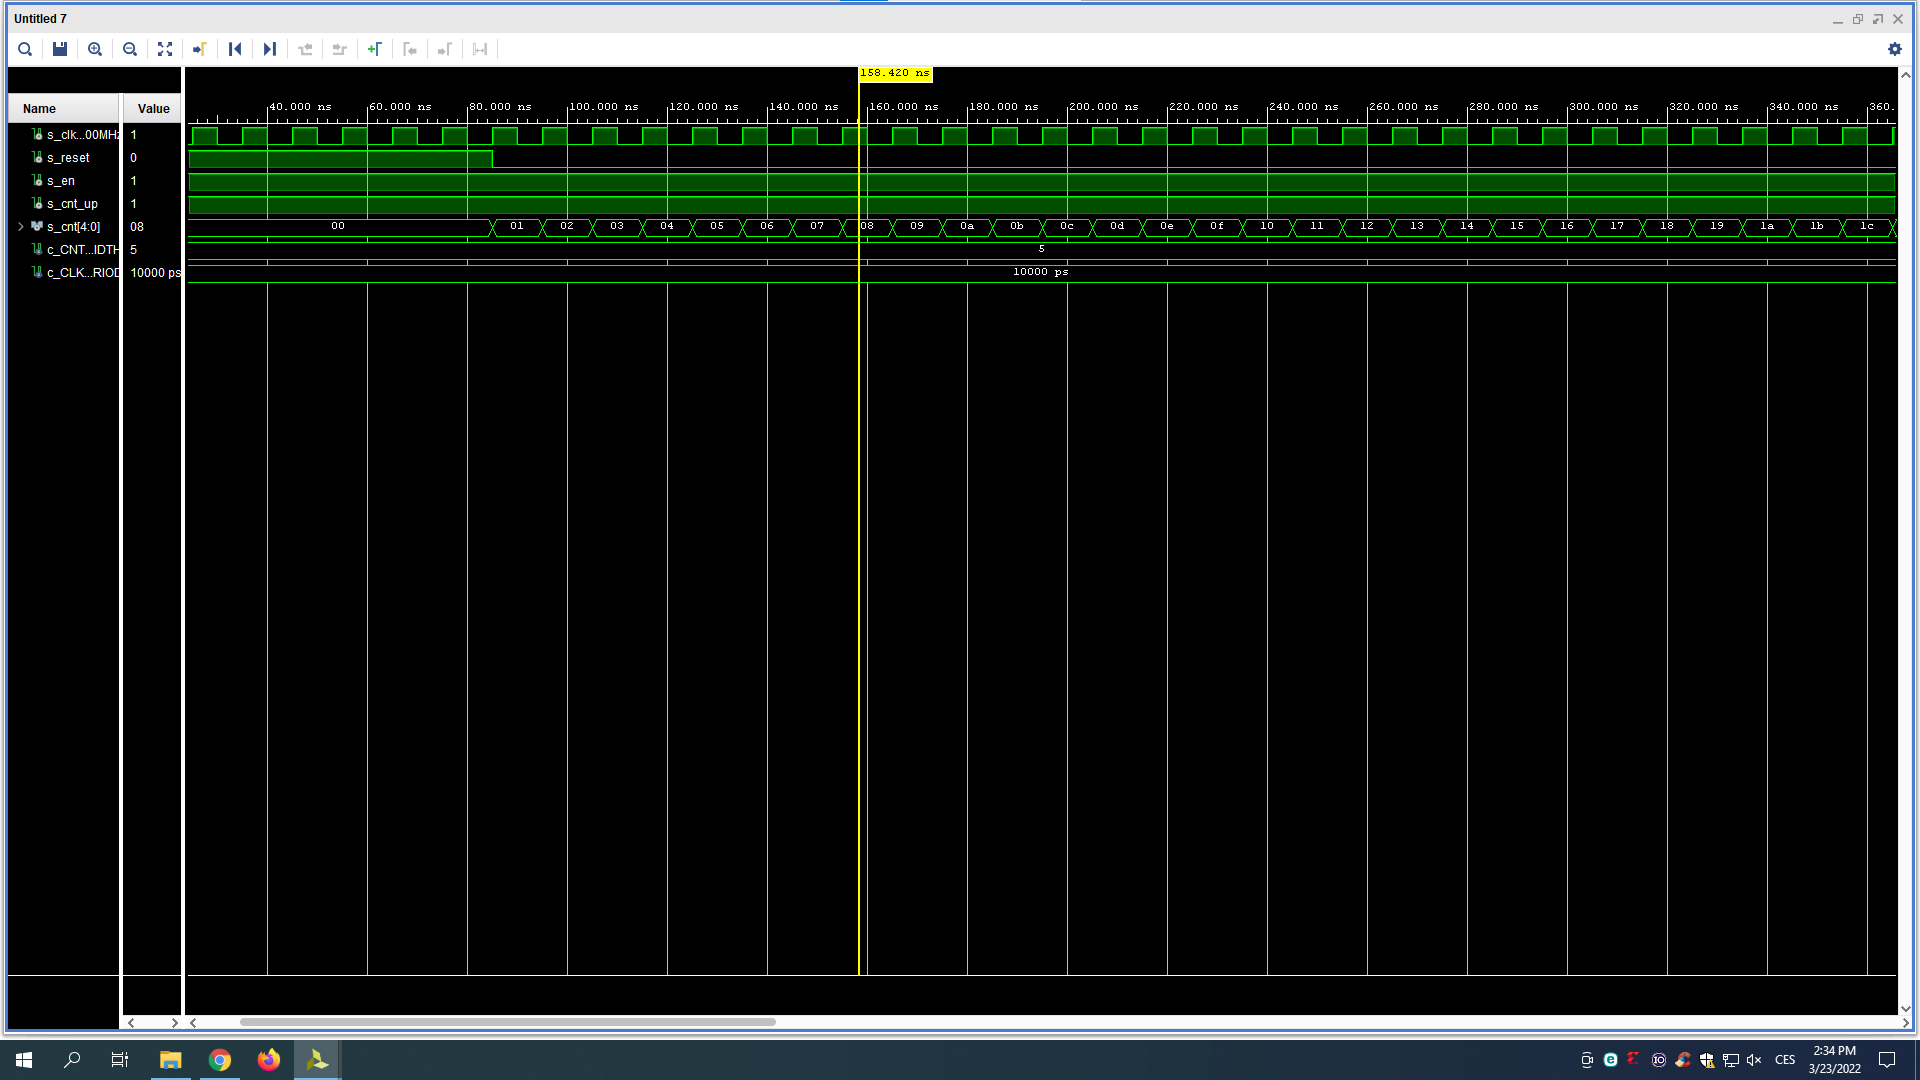 Untitled 7
158.420 ns
Name Value
40.000 ns 60.000 ns 80.000 ns 100.000 ns 120.000 ns 140.000 ns 160.000 ns 180.000 ns 200.000 ns 220.000 ns 240.000 ns 260.000 ns 280.000 ns 300.000 ns 320.000 ns 340.000 ns 360.
s_clk...00MHz 1
s_reset 0
s_en 1
s_cnt_up 1
s_cnt[4:0] 08 00 01 02 03 04 05 06 07 08 09 0a 0b 0c 0d 0e 0f 10 11 12 13 14 15 16 17 18 19 1a 1b 1c
c_CNT...IDTH 5 5
c_CLK...RIOD 10000 ps 10000 ps
CES
2:34 PM
3/23/2022